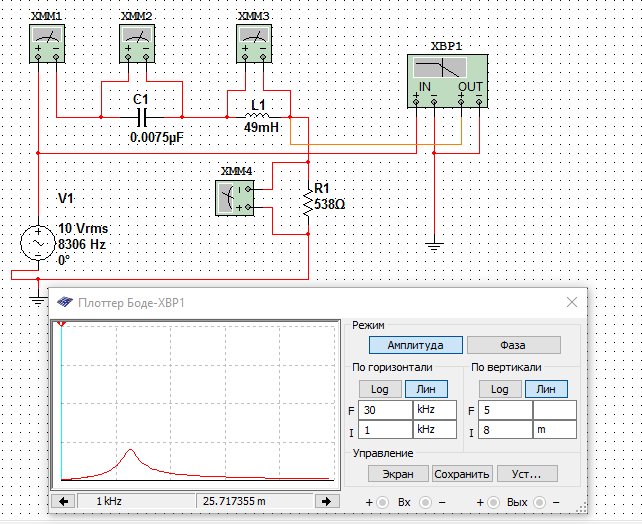 XMM1
XMM2
XMM3
XBP1
IN
OUT
C1
0.0075µF
L1
49mH
XMM4
R1
538Ω
V1
10 Vrms
8306 Hz
0°
Плоттер Боде-XBP1
Режим
Амплитуда
Фаза
По горизонтали
По вертикали
Log
Лин
Log
Лин
F
30
kHz
F
5
I
1
kHz
I
8
m
Управление
Экран
Сохранить
Уст...
1 kHz
25.717355 m
+ Вх −
+ Вых −